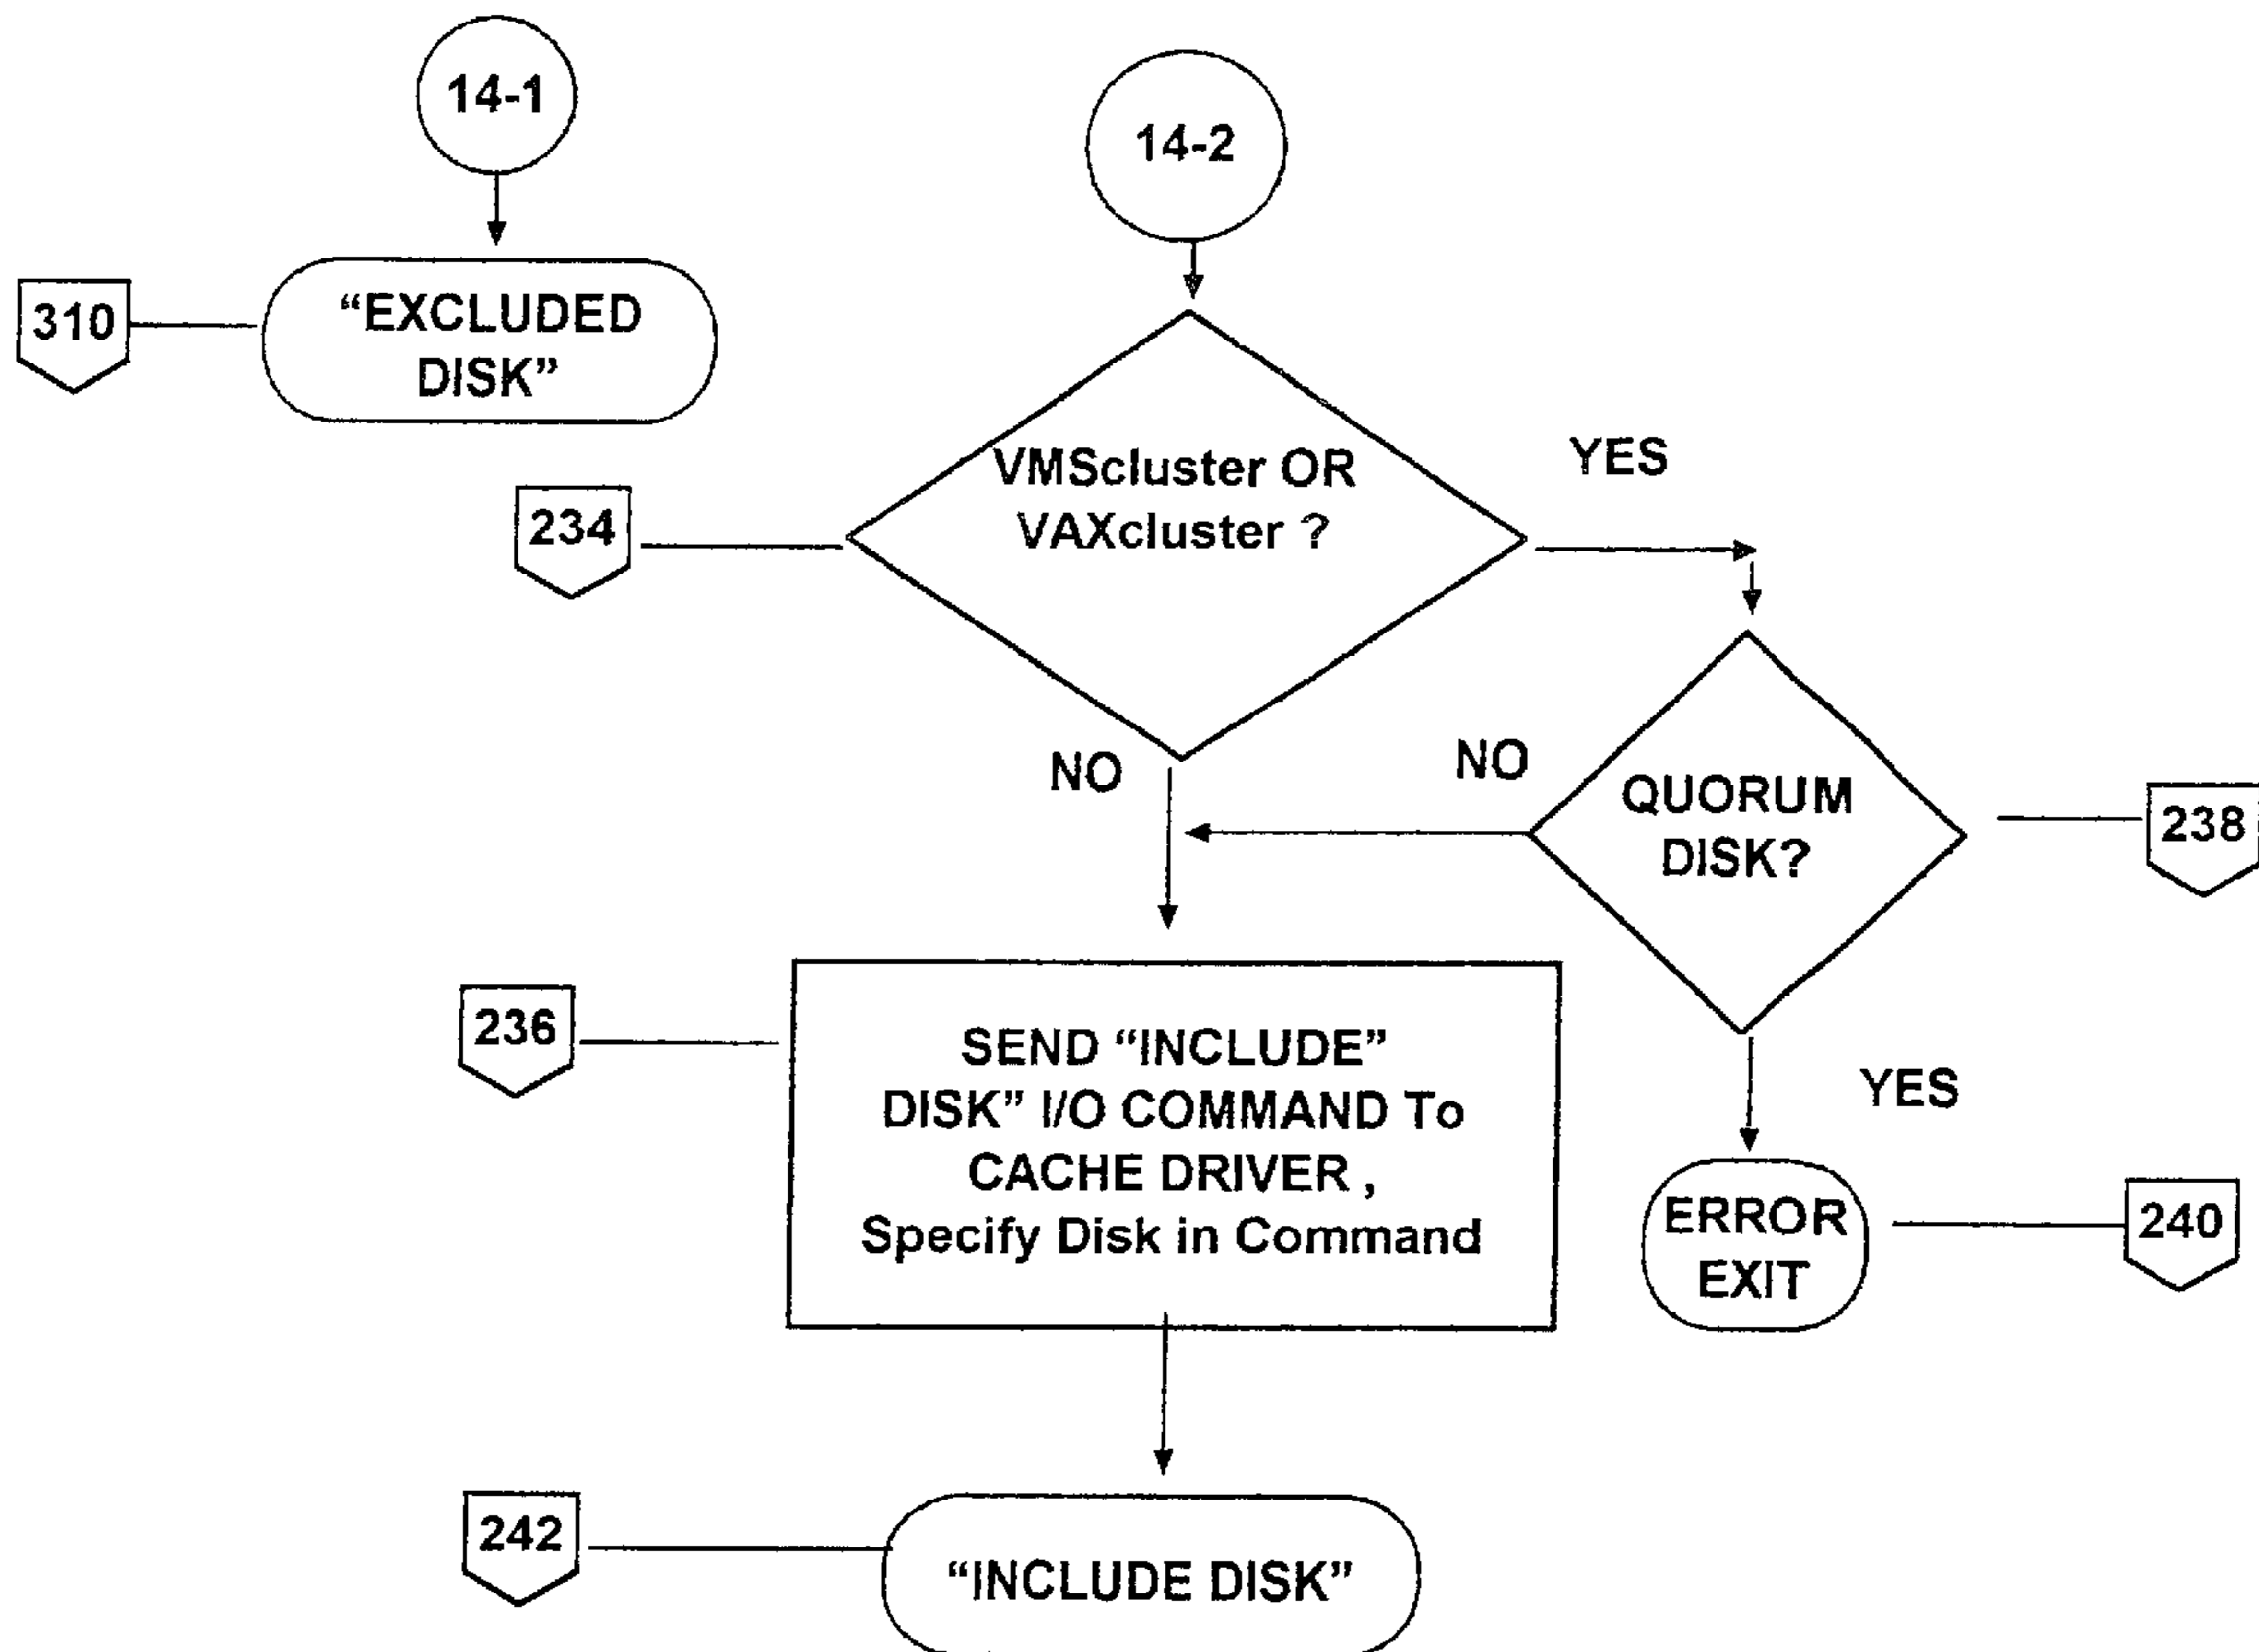 14-1
14-2
310
“EXCLUDED
DISK”
234
VMScluster OR
VAXcluster ?
YES
NO
NO
QUORUM
DISK?
238
236
SEND “INCLUDE”
DISK” I/O COMMAND To
CACHE DRIVER ,
Specify Disk in Command
YES
ERROR
EXIT
240
242
“INCLUDE DISK”